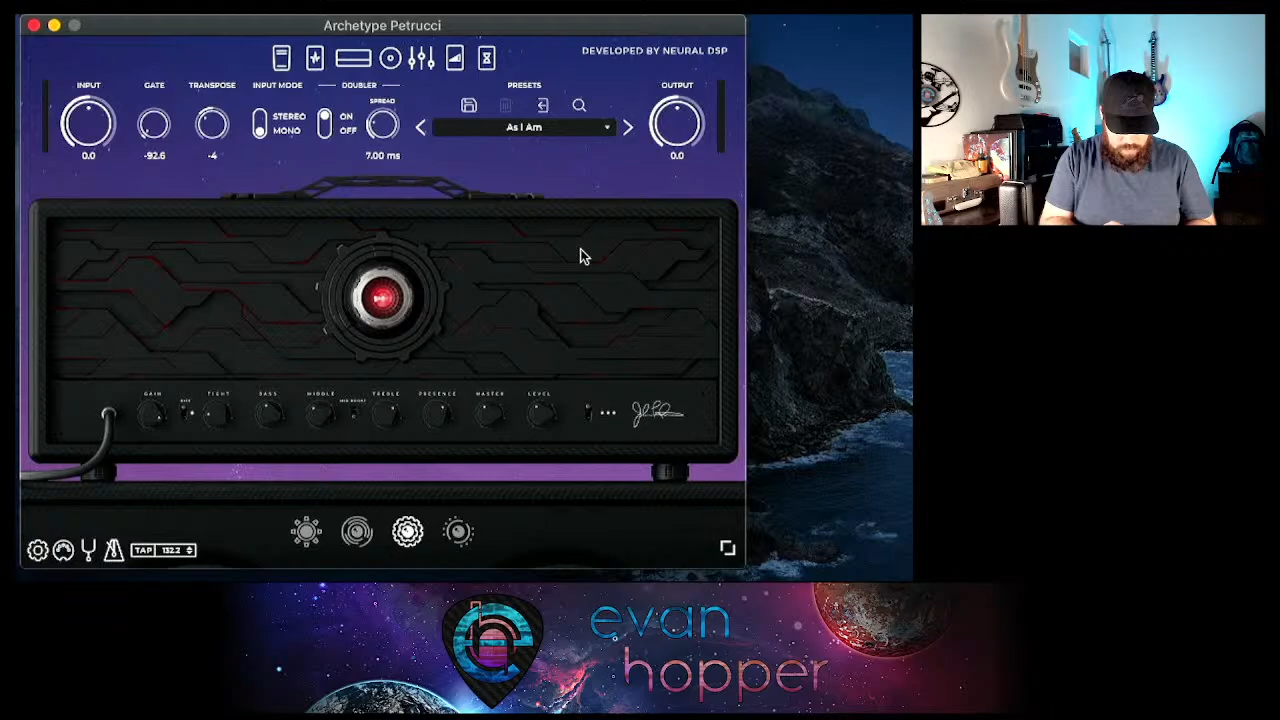 Archetype Petrucci
DEVELOPED BY NEURAL DSP
INPUT
GATE
TRANSPOSE
INPUT MODE
DOUBLER
SPREAD
PRESETS
OUTPUT
STEREO
MONO
ON
OFF
As I Am
0.0
-92.6
-4
7.00 ms
0.0
GAIN
TIGHT
BASS
MIDDLE
MID BOOST
TREBLE
PRESENCE
MASTER
LEVEL
TAP 132.2
evan
hopper